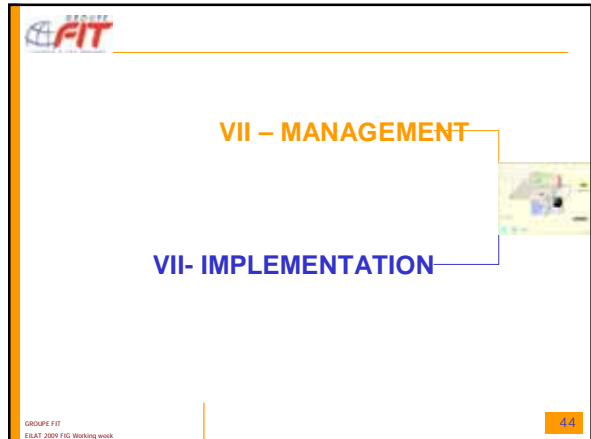 GROUPE
FIT
VII – MANAGEMENT
VII- IMPLEMENTATION
GROUPE FIT
EILAT 2009 FIG Working week
44